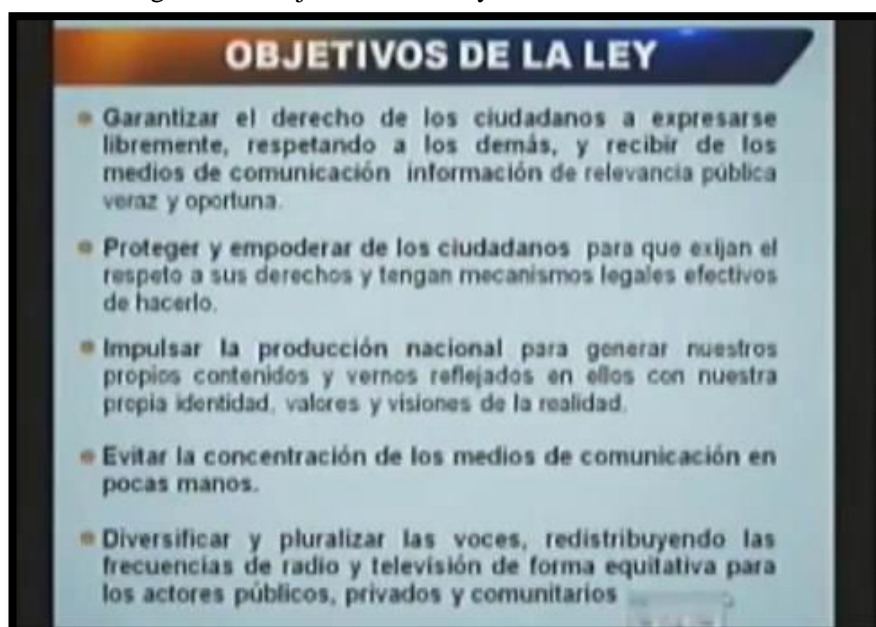 OBJETIVOS DE LA LEY
Garantizar el derecho de los ciudadanos a expresarse
libremente, respetando a los demás, y recibir de los
medios de comunicación información de relevancia pública
veraz y oportuna.
Proteger y empoderar de los ciudadanos para que exijan el
respeto a sus derechos y tengan mecanismos legales efectivos
de hacerlo.
Impulsar la producción nacional para generar nuestros
propios contenidos y vernos reflejados en ellos con nuestra
propia identidad, valores y visiones de la realidad.
Evitar la concentración de los medios de comunicación en
pocas manos.
Diversificar y pluralizar las voces, redistribuyendo las
frecuencias de radio y televisión de forma equitativa para
los actores públicos, privados y comunitarios